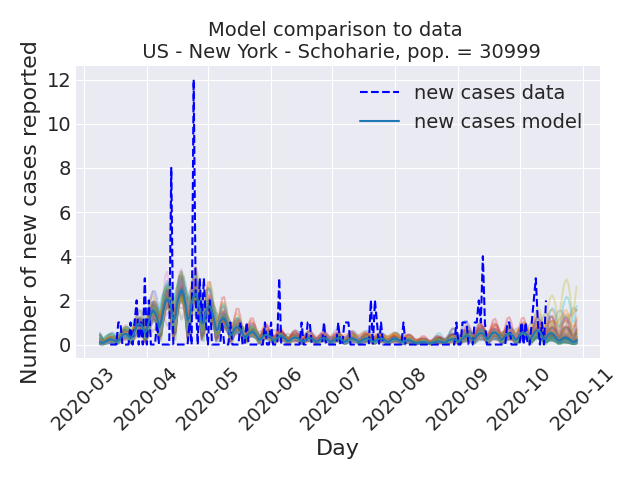 Model comparison to data
US - New York - Schoharie, pop. = 30999
Number of new cases reported
12
10
8
6
4
2
0
new cases data
new cases model
2020-03
2020-04
2020-05
2020-06
2020-07
2020-08
2020-09
2020-10
2020-11
Day